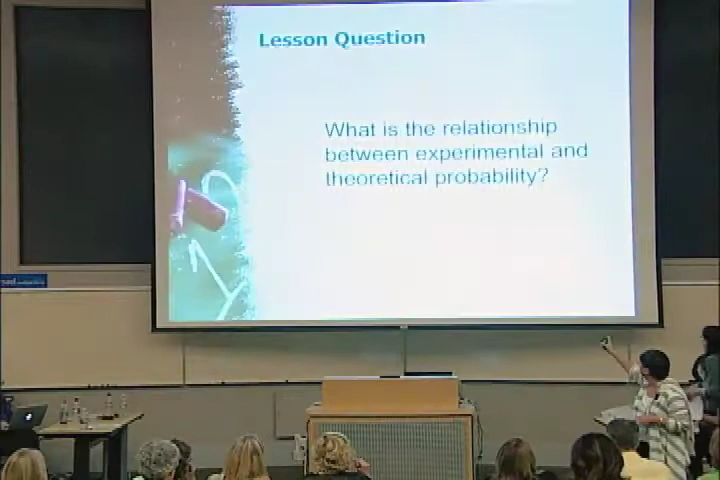 Lesson Question
What is the relationship
between experimental and
theoretical probability?